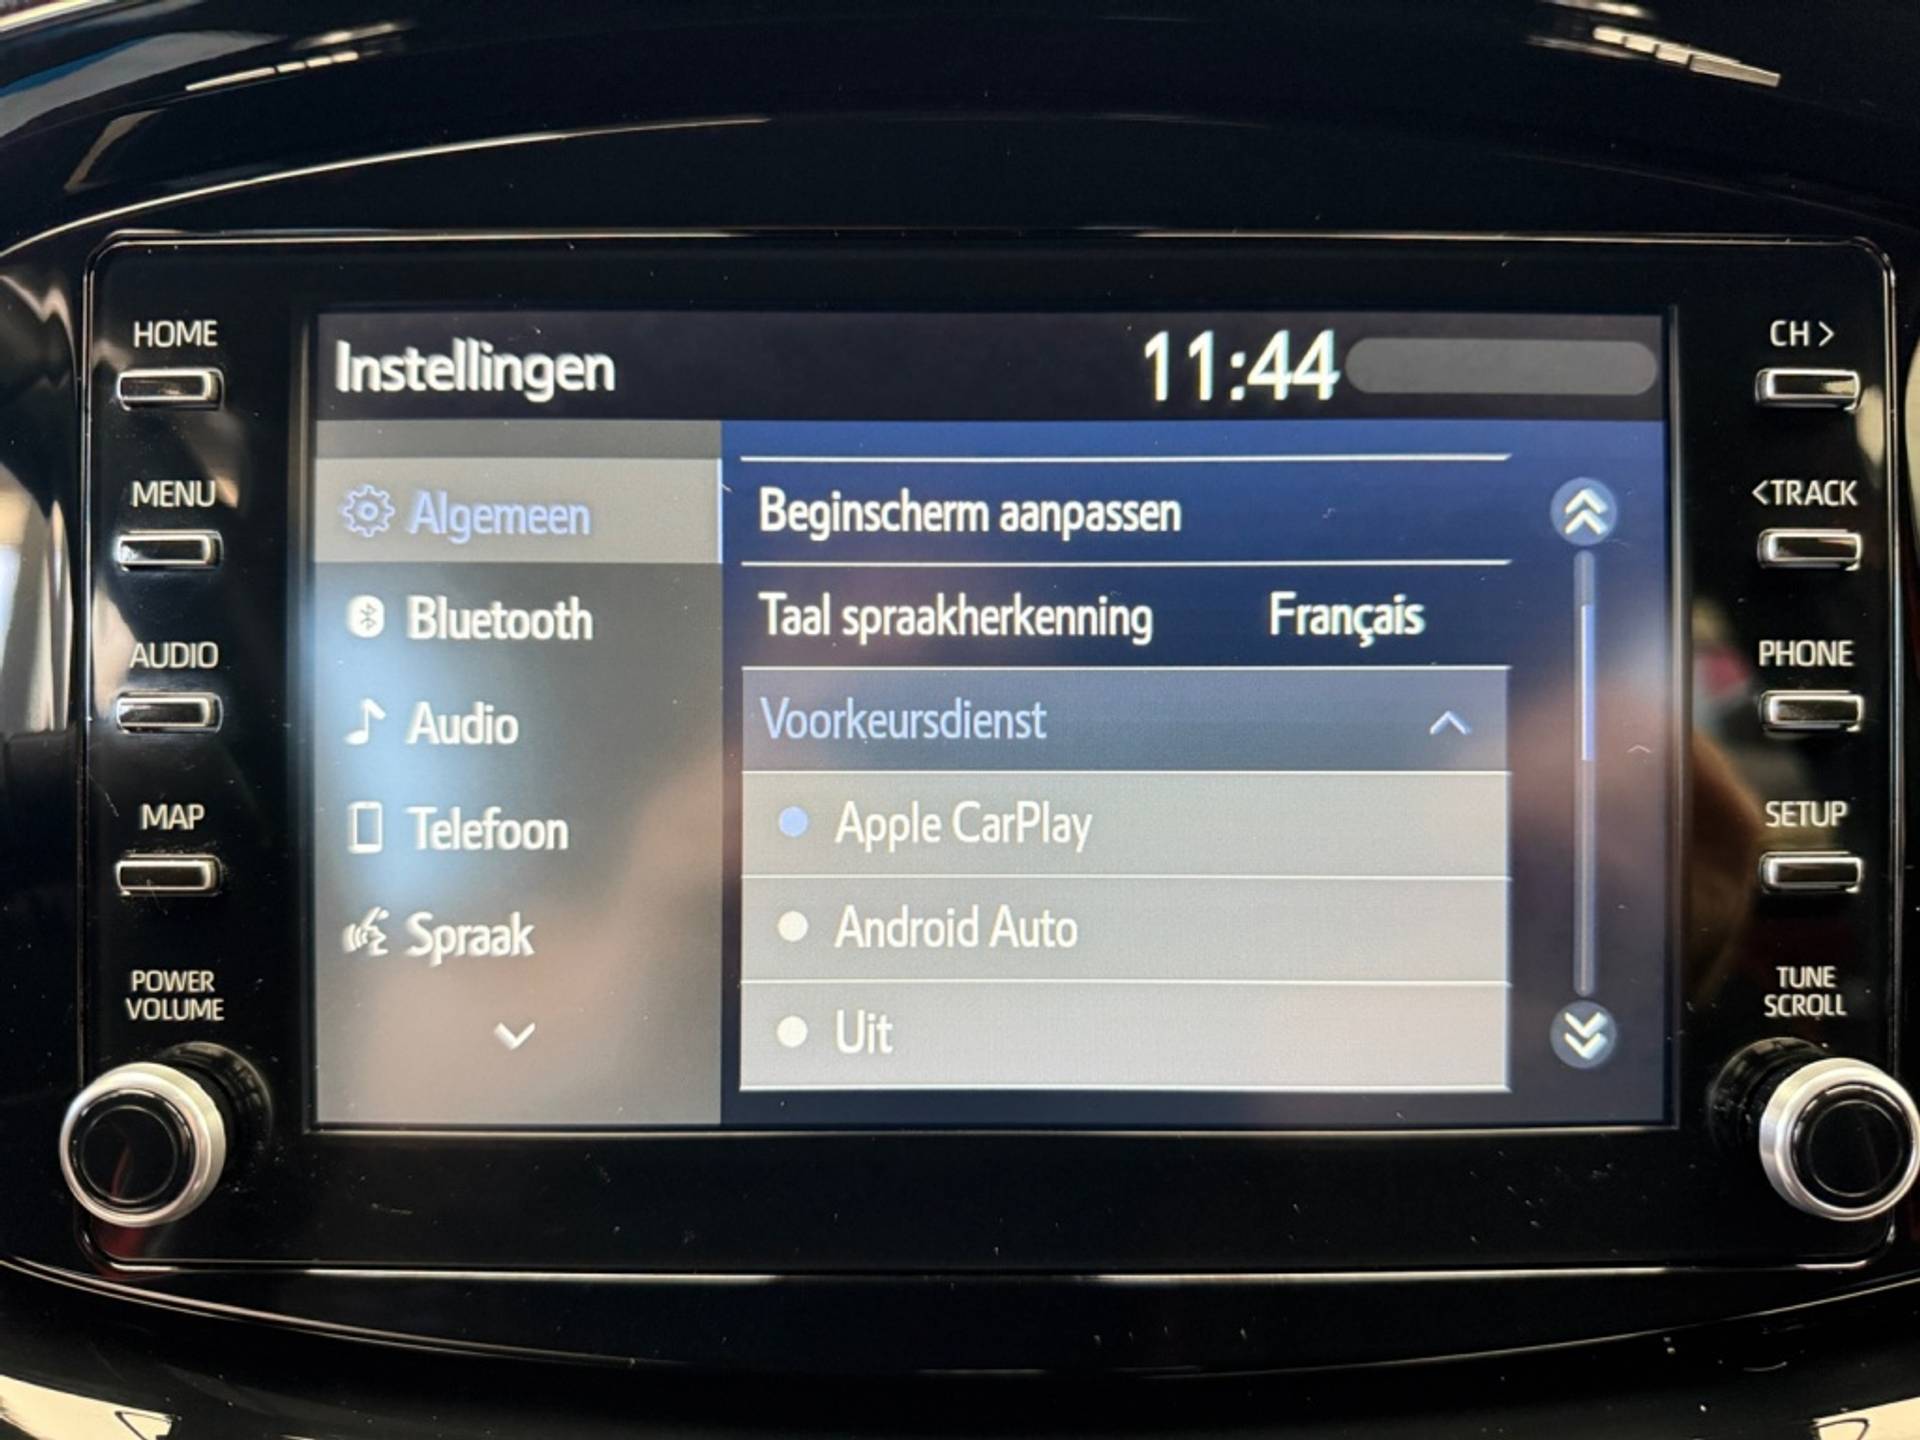 HOME
MENU
AUDIO
MAP
POWER
VOLUME
Instellingen
11:44
Algemeen
Bluetooth
Audio
Telefoon
Spraak
Beginscherm aanpassen
Taal spraakherkenning Français
Voorkeursdienst
Apple CarPlay
Android Auto
Uit
CH >
<TRACK
PHONE
SETUP
TUNE
SCROLL